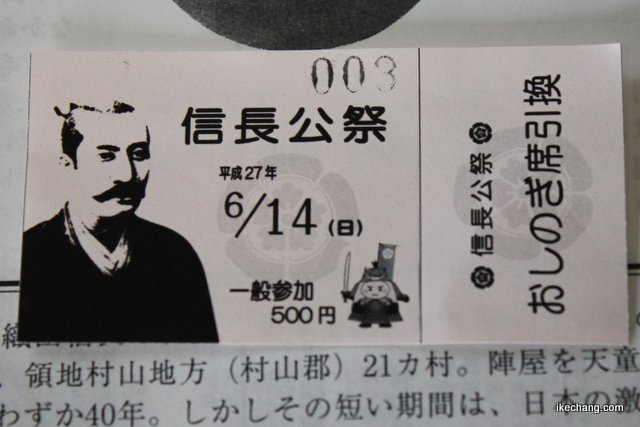 003
信長公祭
平成27年
6/14(日)
一般参加
500円
信長公祭
おしのぎ席引換
、領地村山地方（村山郡）21カ村。陣屋を天童
わずか40年。しかしその短い期間は、日本の激
ikechang.com